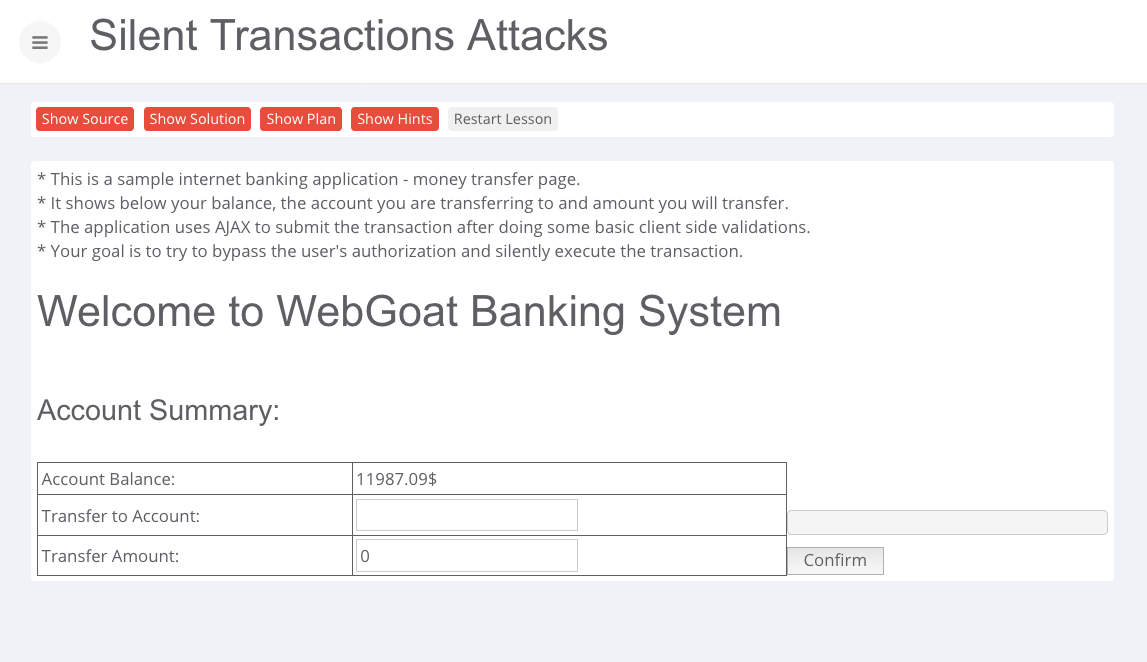 Silent Transactions Attacks
Show Source Show Solution Show Plan Show Hints Restart Lesson
* This is a sample internet banking application - money transfer page.
* It shows below your balance, the account you are transferring to and amount you will transfer.
* The application uses AJAX to submit the transaction after doing some basic client side validations.
* Your goal is to try to bypass the user's authorization and silently execute the transaction.
Welcome to WebGoat Banking System
Account Summary:
Account Balance: 11987.09$
Transfer to Account:
Transfer Amount: 0
Confirm